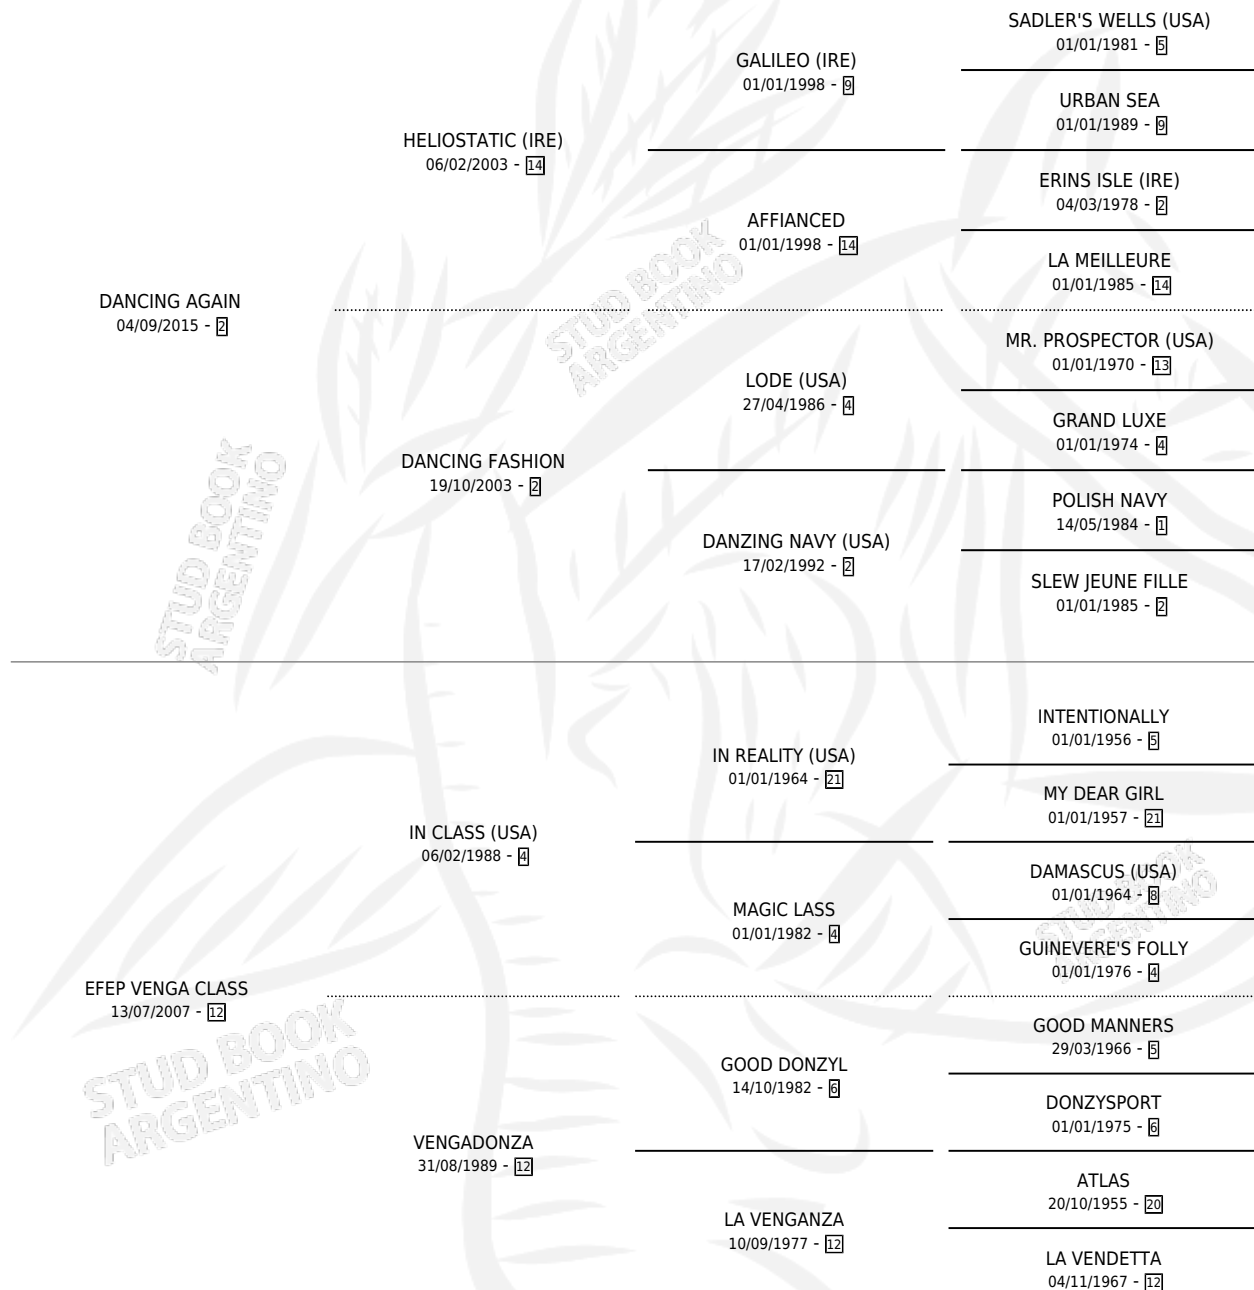 SADLER'S WELLS (USA)
01/01/1981 - 5
GALILEO (IRE)
01/01/1998 - 9
URBAN SEA
01/01/1989 - 9
HELIOSTATIC (IRE)
06/02/2003 - 14
ERINS ISLE (IRE)
04/03/1978 - 2
AFFIANCED
01/01/1998 - 14
LA MEILLEURE
01/01/1985 - 14
DANCING AGAIN
04/09/2015 - 2
MR. PROSPECTOR (USA)
01/01/1970 - 13
LODE (USA)
27/04/1986 - 4
GRAND LUXE
01/01/1974 - 4
DANCING FASHION
19/10/2003 - 2
POLISH NAVY
14/05/1984 - 1
DANZING NAVY (USA)
17/02/1992 - 2
SLEW JEUNE FILLE
01/01/1985 - 2
STUD BOOK
ARGENTINO
STUD BOOK
ARGENTINO
INTENTIONALLY
01/01/1956 - 5
IN REALITY (USA)
01/01/1964 - 21
MY DEAR GIRL
01/01/1957 - 21
IN CLASS (USA)
06/02/1988 - 4
DAMASCUS (USA)
01/01/1964 - 8
MAGIC LASS
01/01/1982 - 4
GUINEVERE'S FOLLY
01/01/1976 - 4
EFEP VENGA CLASS
13/07/2007 - 12
GOOD MANNERS
29/03/1966 - 5
GOOD DONZYL
14/10/1982 - 6
DONZYSPORT
01/01/1975 - 6
VENGADONZA
31/08/1989 - 12
ATLAS
20/10/1955 - 20
LA VENGANZA
10/09/1977 - 12
LA VENDETTA
04/11/1967 - 12
STUD BOOK
ARGENTINO
STUD BOOK
ARGENTINO